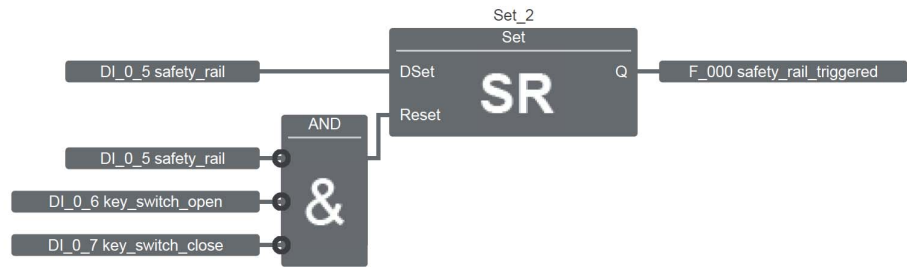 Set_2
Set
DI_0_5 safety_rail
DSet
Q
F_000 safety_rail_triggered
SR
Reset
AND
DI_0_5 safety_rail
DI_0_6 key_switch_open
&
DI_0_7 key_switch_close